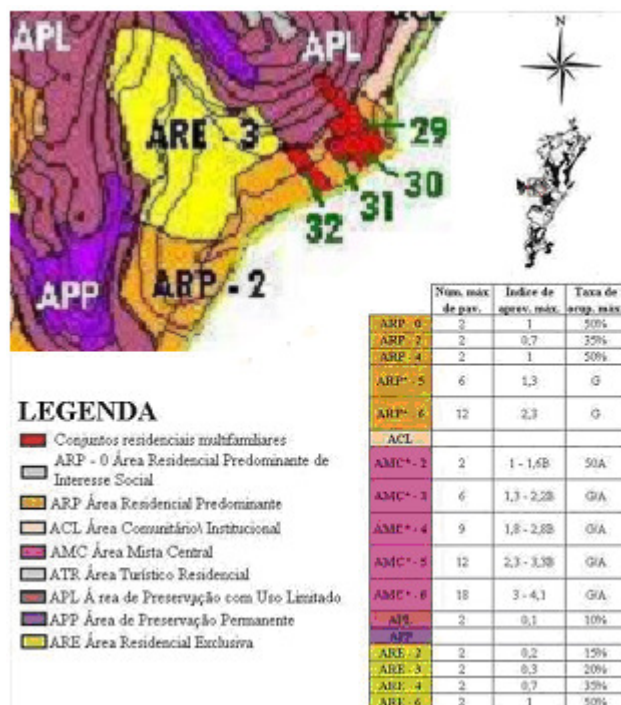 APL
APL
ACL
N
ARE - 3
29
30
31
32
APP
ARP - 2
Num. máx de pav. Indice de aprov. máx. Taxa de ocup. máx
ARP - 0 2 1 50%
ARP - 2 2 0,7 35%
ARP - 4 2 1 50%
ARP* - 5 6 1,3 G
ARP* - 6 12 2,3 G
ACL
AMC* - 2 2 1 - 1,6B 50A
AMC* - 3 6 1,3 - 2,2B G/A
AMC* - 4 9 1,8 - 2,8B G/A
AMC* - 5 12 2,3 - 3,3B G/A
AMC* - 6 18 3 - 4,1 G/A
APL 2 0,1 10%
APP
ARE - 2 2 0,2 15%
ARE - 3 2 0,3 20%
ARE - 4 2 0,7 35%
ARE - 6 2 1 50%
LEGENDA
Conjuntos residenciais multifamiliares
ARP - 0 Área Residencial Predominante de
Interesse Social
ARP Área Residencial Predominante
ACL Área Comunitário\ Institucional
AMC Área Mista Central
ATR Área Turístico Residencial
APL Á rea de Preservação com Uso Limitado
APP Área de Preservação Permanente
ARE Área Residencial Exclusiva